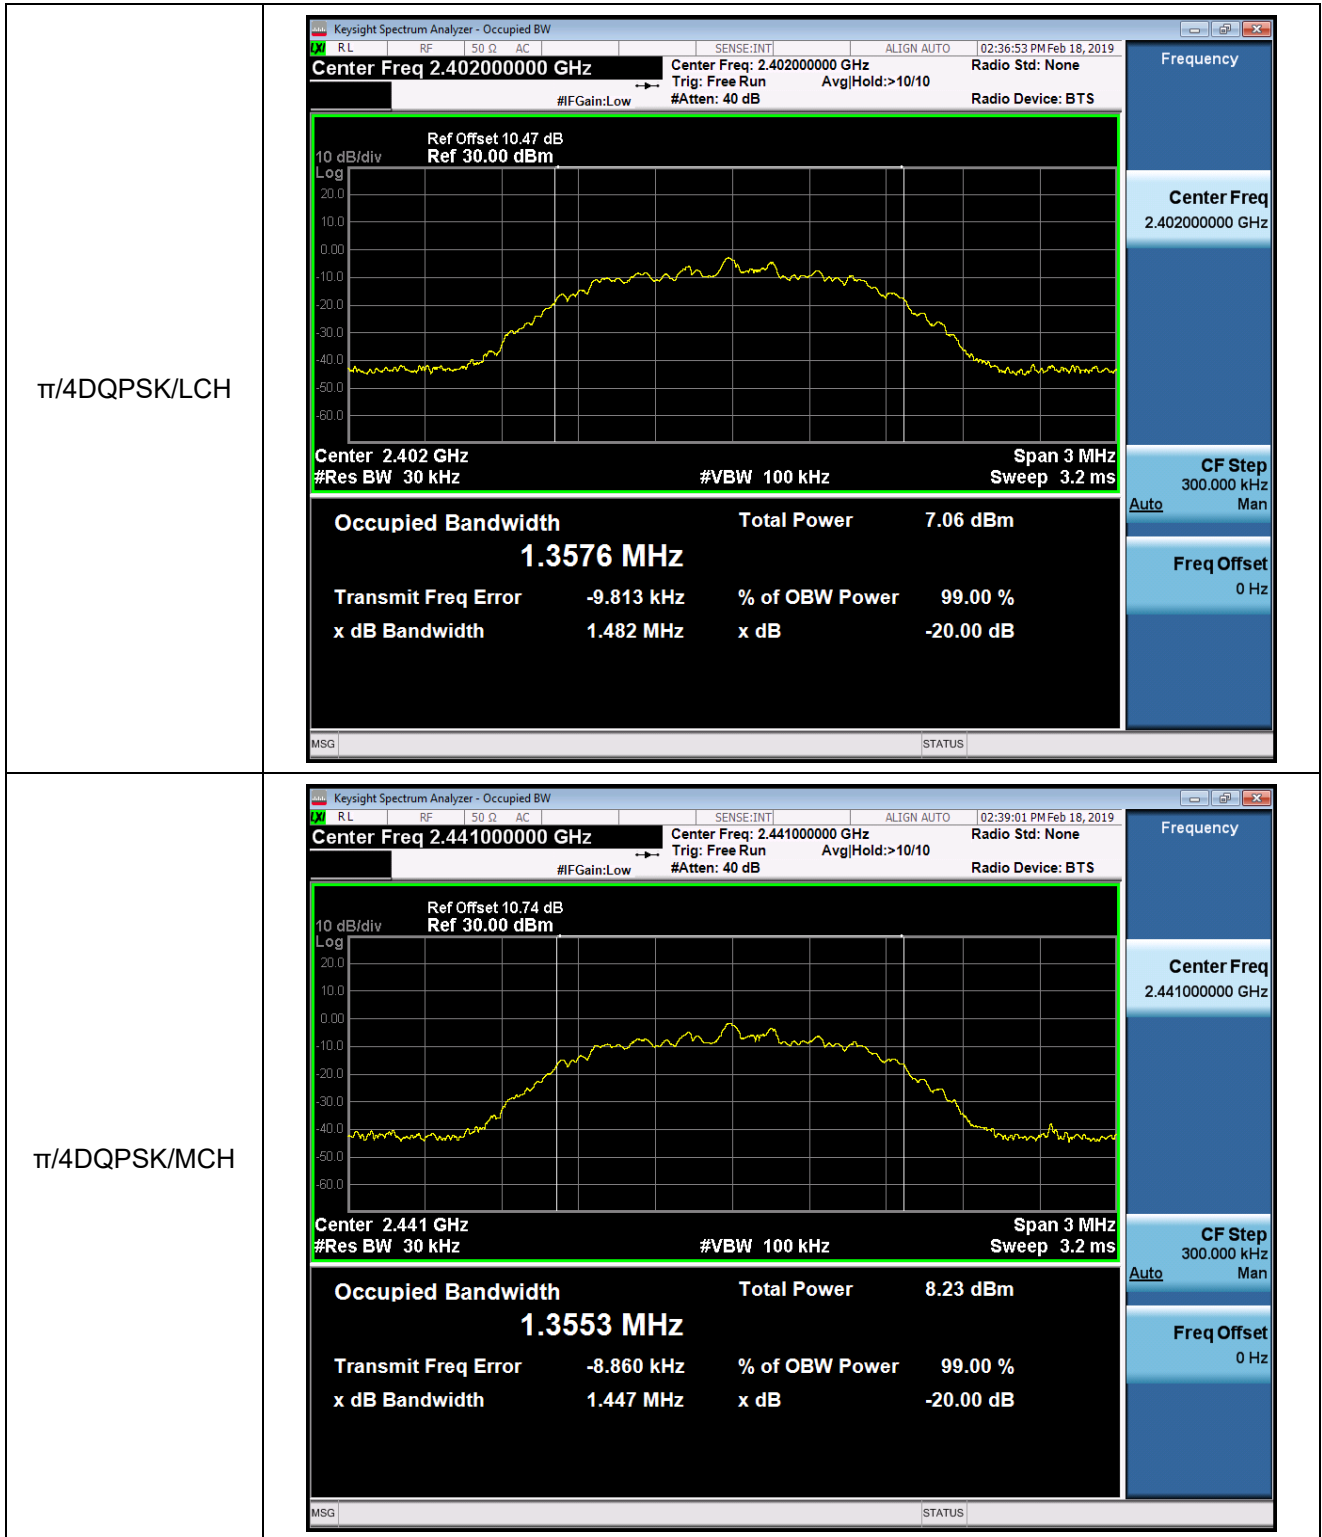 π/4DQPSK/LCH
Keysight Spectrum Analyzer - Occupied BW
LXI RL RF 50 Ω AC SENSE:INT ALIGN AUTO 02:36:53 PM Feb 18, 2019
Center Freq 2.402000000 GHz
Center Freq: 2.402000000 GHz Radio Std: None
Trig: Free Run Avg|Hold:>10/10
#IFGain:Low #Atten: 40 dB Radio Device: BTS
Ref Offset 10.47 dB
10 dB/div Ref 30.00 dBm
Log
20.0
10.0
0.00
-10.0
-20.0
-30.0
-40.0
-50.0
-60.0
Center 2.402 GHz Span 3 MHz
#Res BW 30 kHz #VBW 100 kHz Sweep 3.2 ms
Occupied Bandwidth Total Power 7.06 dBm
1.3576 MHz
Transmit Freq Error -9.813 kHz % of OBW Power 99.00 %
x dB Bandwidth 1.482 MHz x dB -20.00 dB
MSG STATUS
Frequency
Center Freq
2.402000000 GHz
CF Step
300.000 kHz
Auto Man
Freq Offset
0 Hz
π/4DQPSK/MCH
Keysight Spectrum Analyzer - Occupied BW
LXI RL RF 50 Ω AC SENSE:INT ALIGN AUTO 02:39:01 PM Feb 18, 2019
Center Freq 2.441000000 GHz
Center Freq: 2.441000000 GHz Radio Std: None
Trig: Free Run Avg|Hold:>10/10
#IFGain:Low #Atten: 40 dB Radio Device: BTS
Ref Offset 10.74 dB
10 dB/div Ref 30.00 dBm
Log
20.0
10.0
0.00
-10.0
-20.0
-30.0
-40.0
-50.0
-60.0
Center 2.441 GHz Span 3 MHz
#Res BW 30 kHz #VBW 100 kHz Sweep 3.2 ms
Occupied Bandwidth Total Power 8.23 dBm
1.3553 MHz
Transmit Freq Error -8.860 kHz % of OBW Power 99.00 %
x dB Bandwidth 1.447 MHz x dB -20.00 dB
MSG STATUS
Frequency
Center Freq
2.441000000 GHz
CF Step
300.000 kHz
Auto Man
Freq Offset
0 Hz